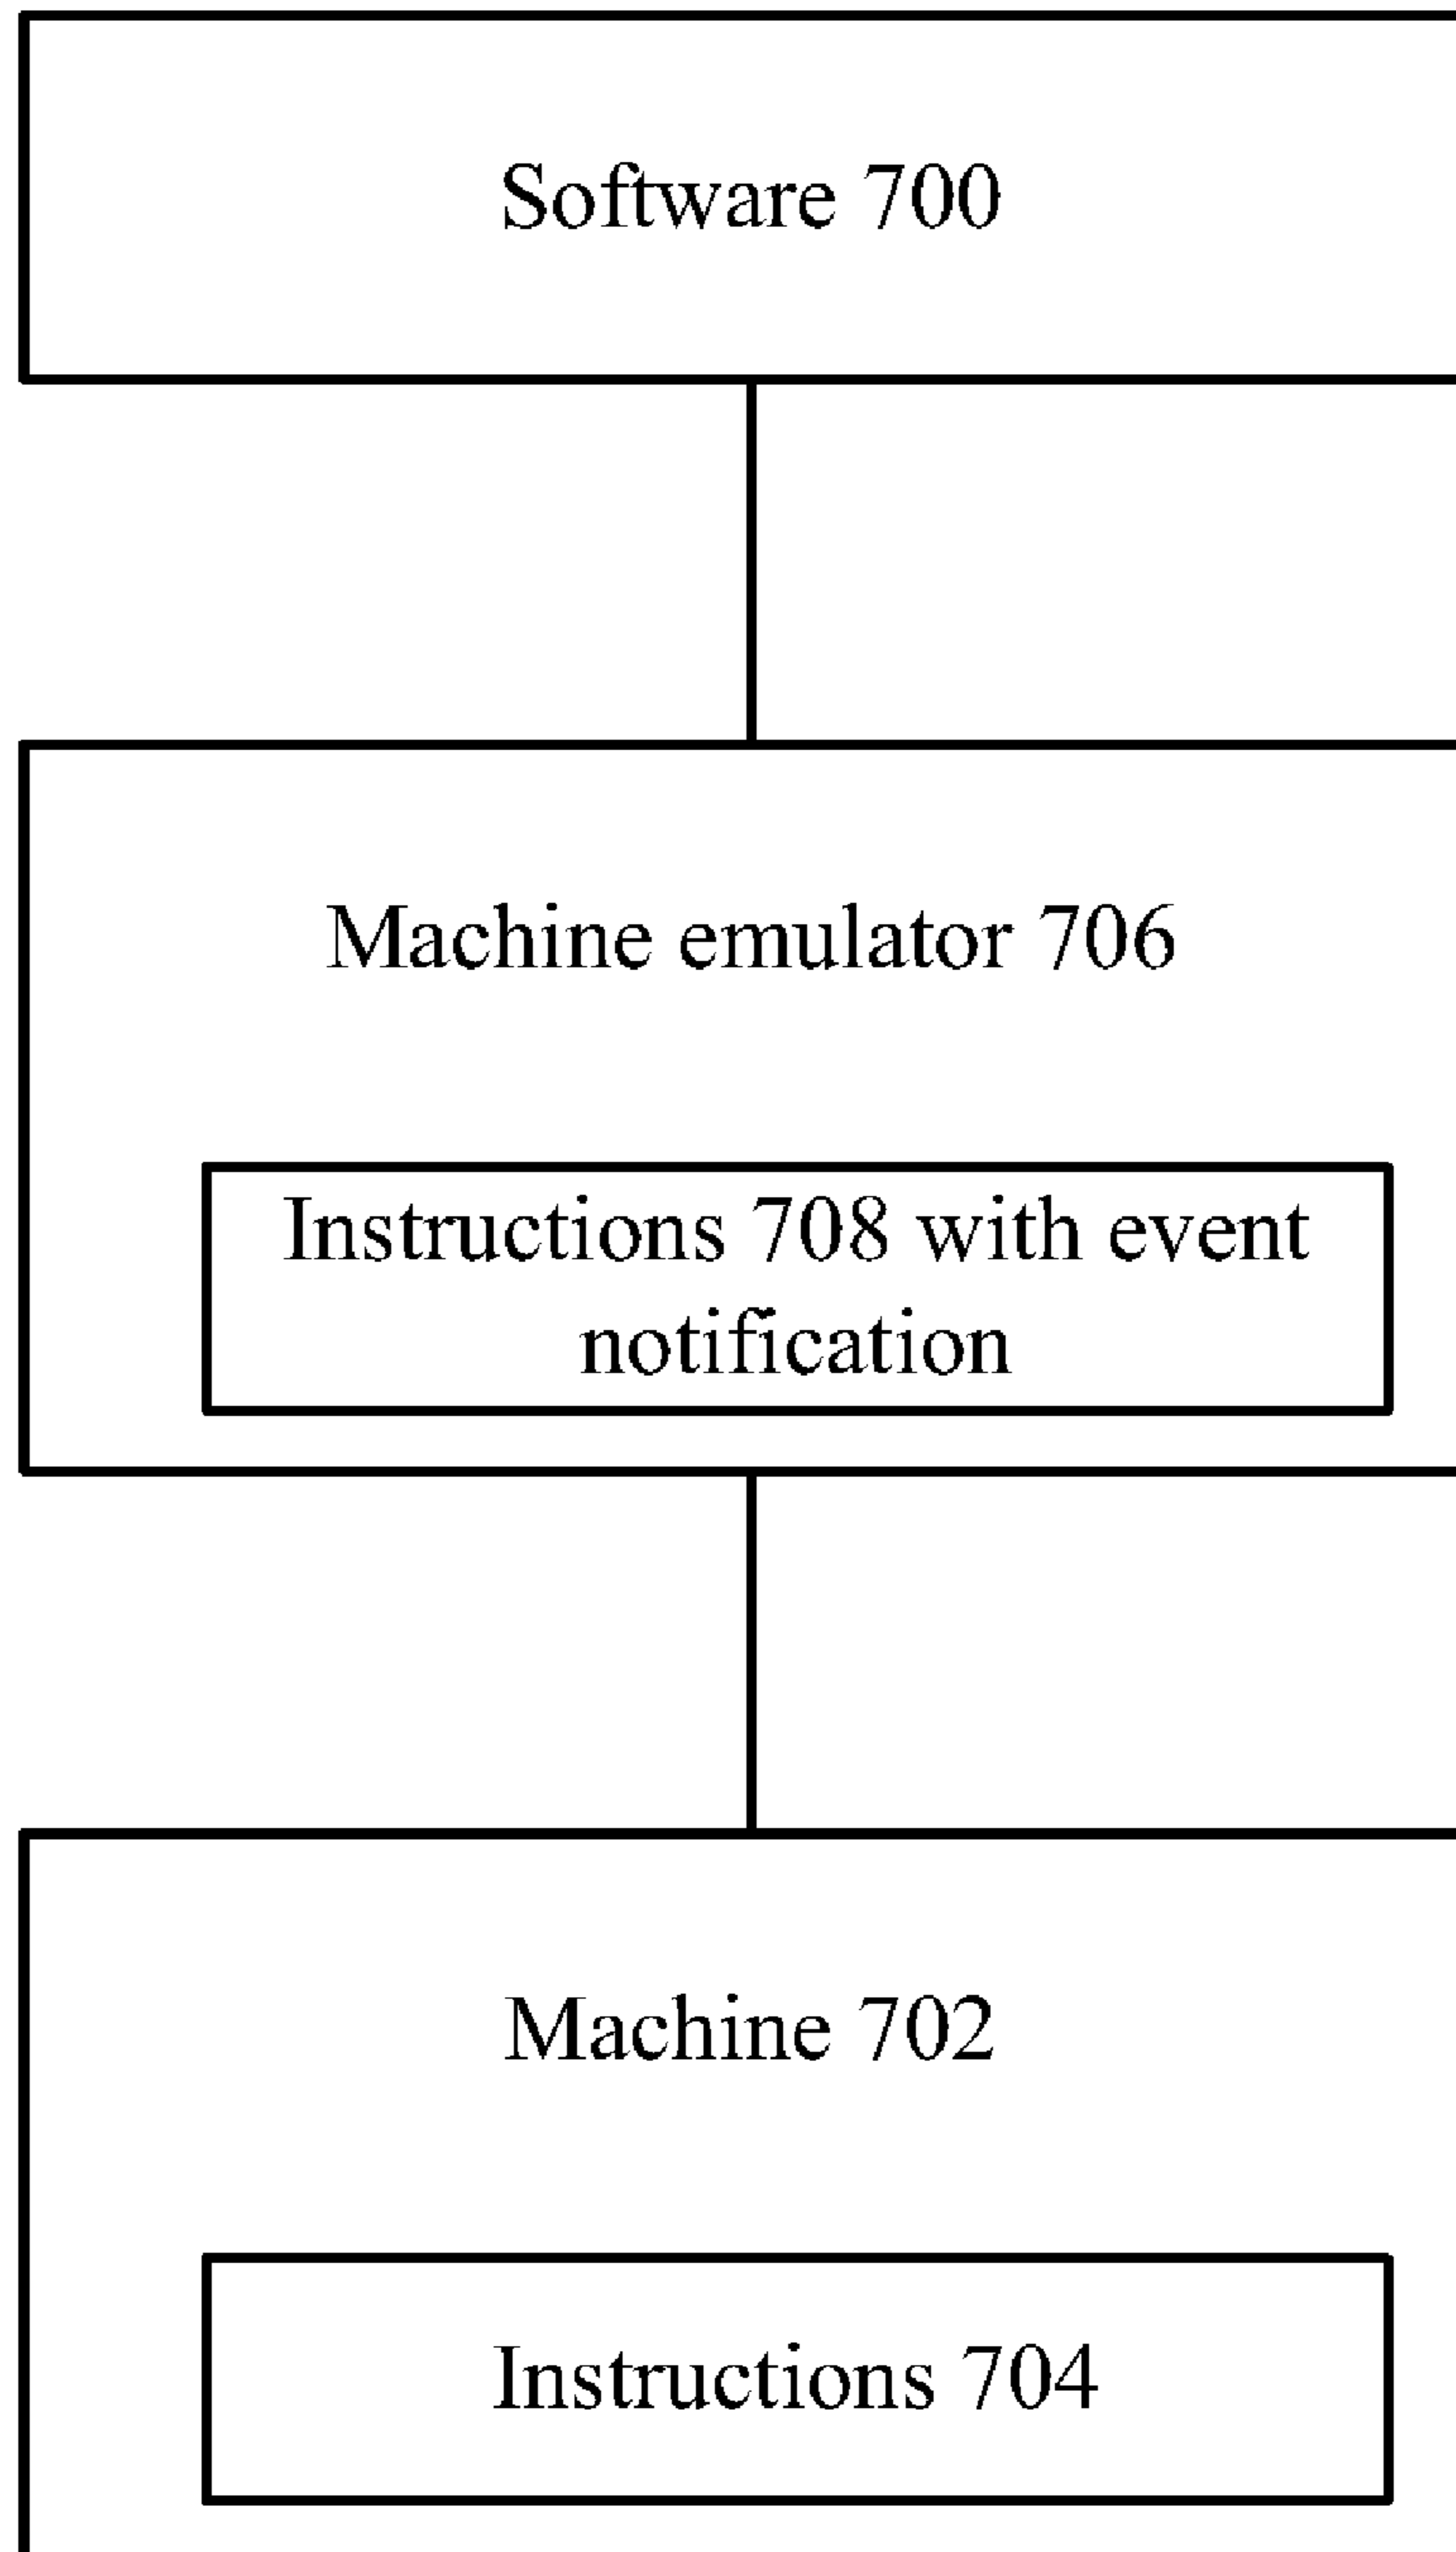 Software 700
Machine emulator 706
Instructions 708 with event
notification
Machine 702
Instructions 704